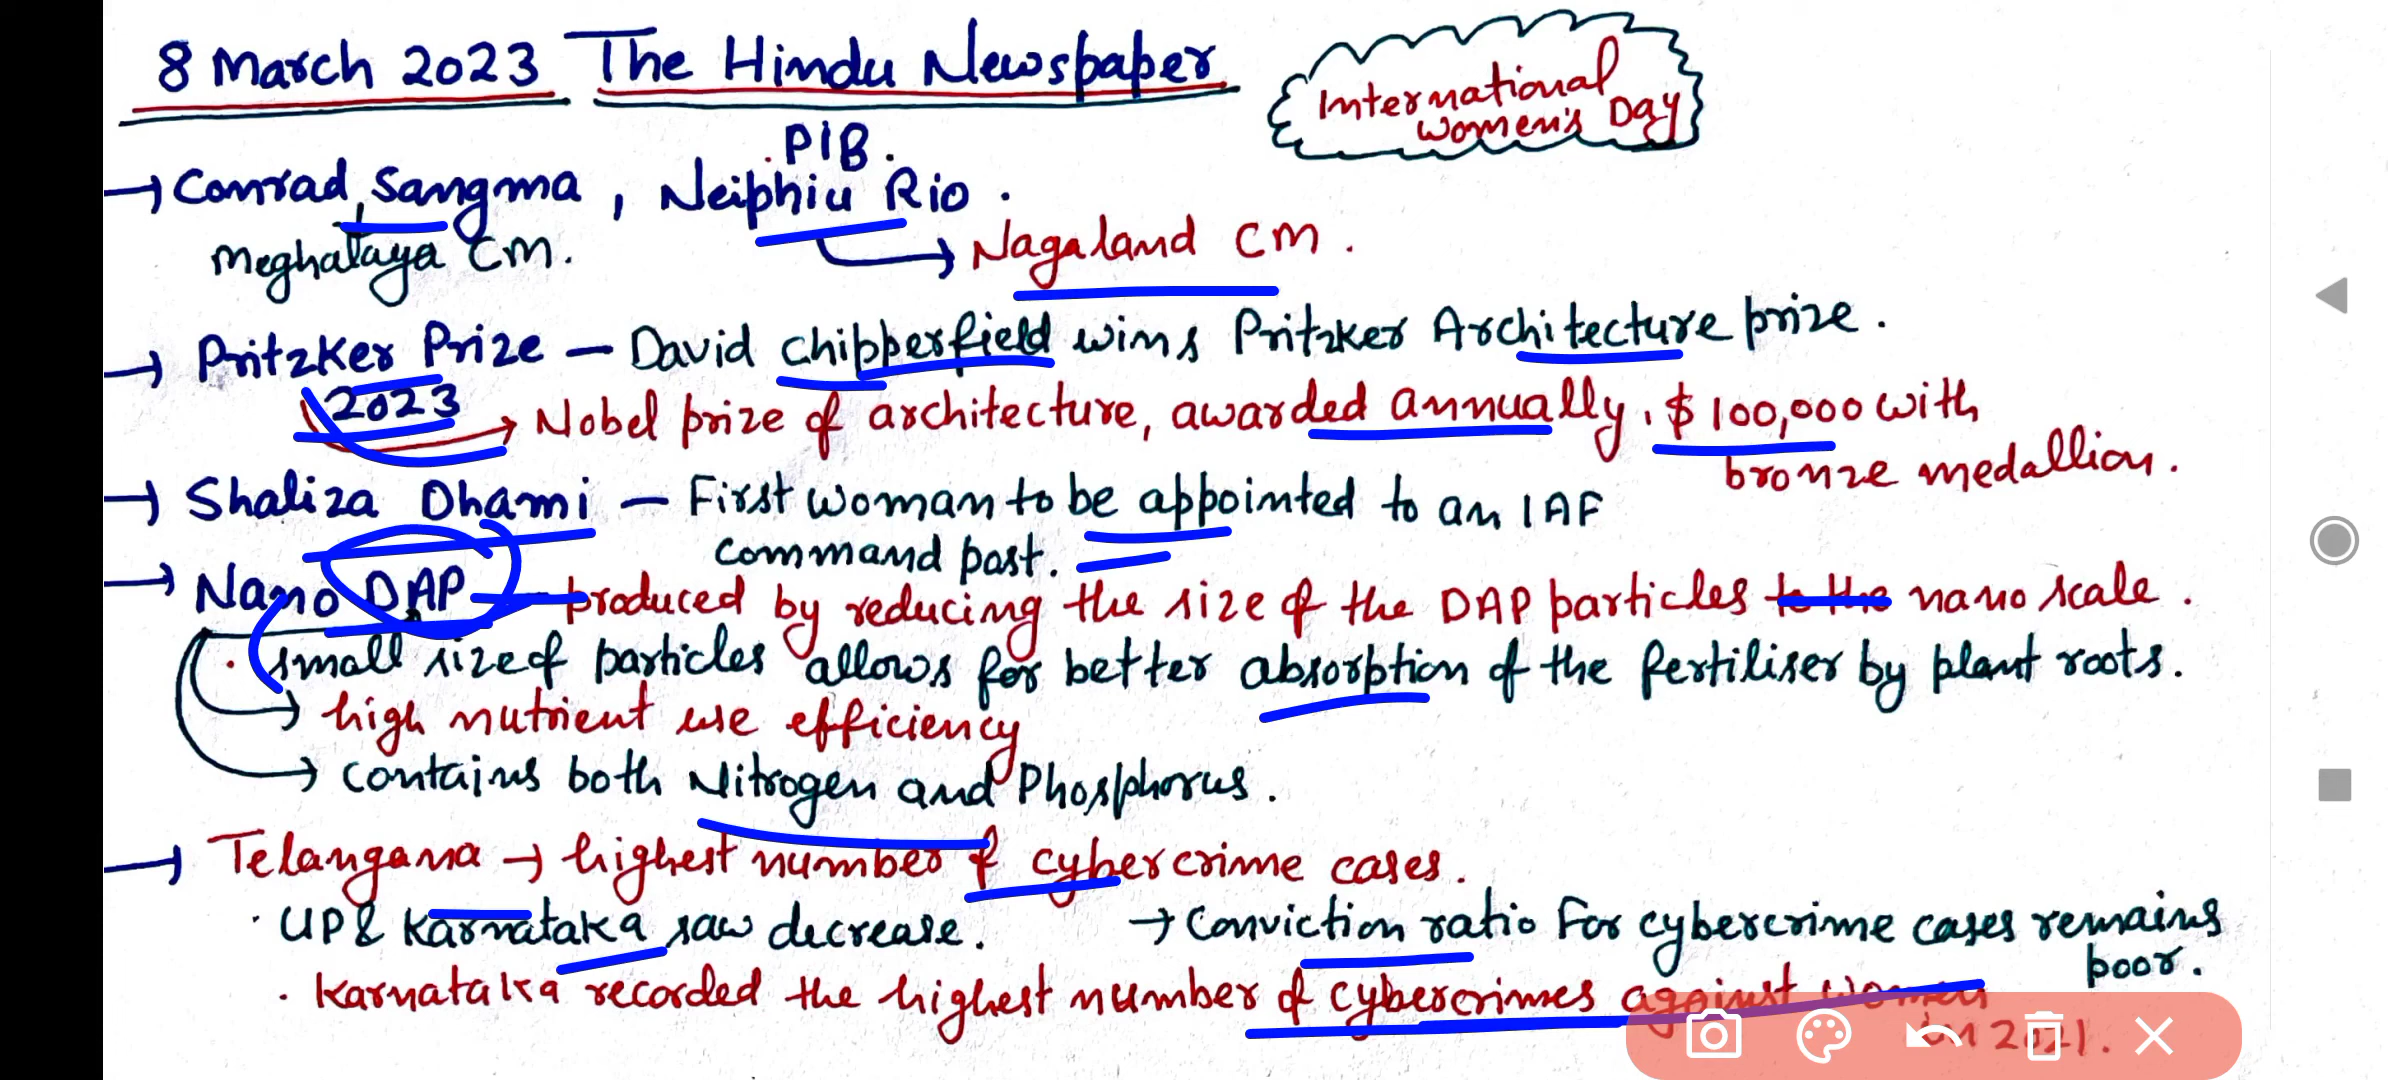 8 March 2023 The Hindu Newspaper
International
Women's Day
PIB.
→ Conrad Sangma, Neiphiu Rio.
Meghalaya CM.
→ Nagaland CM.
→ Pritzker Prize – David Chipperfield wins Pritzker Architecture prize.
2023
→ Nobel prize of architecture, awarded annually. $100,000 with
bronze medallion.
→ Shaliza Dhami – First woman to be appointed to an IAF
command post.
→ Nano DAP – produced by reducing the size of the DAP particles to the nano scale.
· small size of particles allows for better absorption of the fertiliser by plant roots.
→ high nutrient use efficiency
→ contains both Nitrogen and Phosphorus.
→ Telangana → highest number of cybercrime cases.
· UP & Karnataka saw decrease.
→ Conviction ratio For cybercrime cases remains
poor.
· Karnataka recorded the highest number of cybercrimes against women
in 2021.